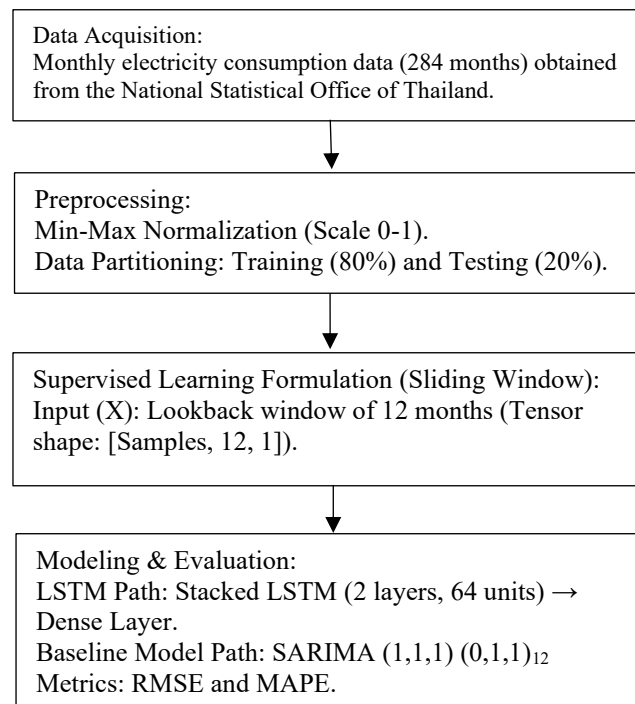 Data Acquisition:
Monthly electricity consumption data (284 months) obtained
from the National Statistical Office of Thailand.
Preprocessing:
Min-Max Normalization (Scale 0-1).
Data Partitioning: Training (80%) and Testing (20%).
Supervised Learning Formulation (Sliding Window):
Input (X): Lookback window of 12 months (Tensor
shape: [Samples, 12, 1]).
Modeling & Evaluation:
LSTM Path: Stacked LSTM (2 layers, 64 units) →
Dense Layer.
Baseline Model Path: SARIMA (1,1,1) (0,1,1)₁₂
Metrics: RMSE and MAPE.